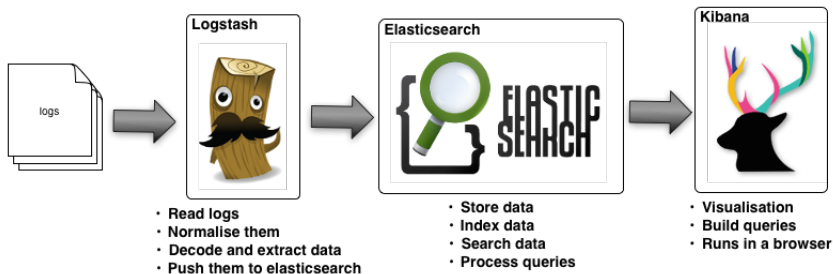 Logstash
Elasticsearch
Kibana
logs
ELASTIC
SEARCH
· Read logs
· Normalise them
· Decode and extract data
· Push them to elasticsearch
· Store data
· Index data
· Search data
· Process queries
· Visualisation
· Build queries
· Runs in a browser